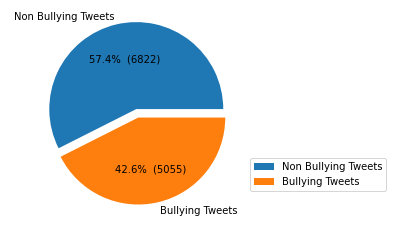 Non Bullying Tweets
57.4%  (6822)
42.6%  (5055)
Bullying Tweets
Non Bullying Tweets
Bullying Tweets